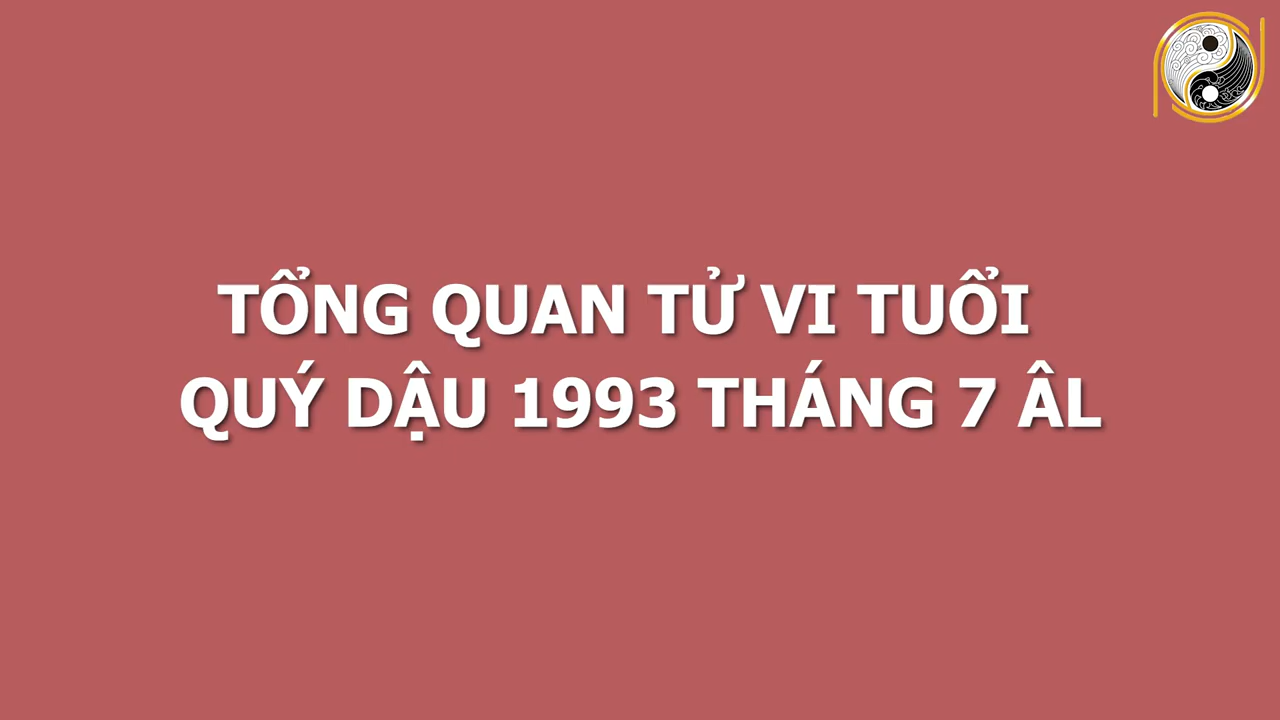 TỔNG QUAN TỬ VI TUỔI
QUÝ DẬU 1993 THÁNG 7 ÂL